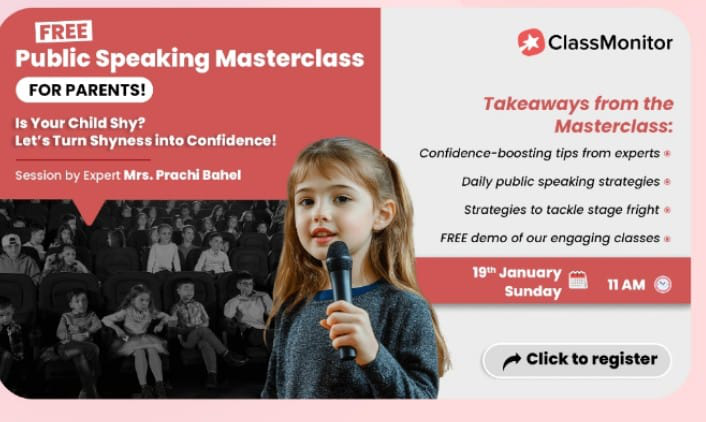 FREE
Public Speaking Masterclass
FOR PARENTS!
Is Your Child Shy?
Let's Turn Shyness into Confidence!
Session by Expert Mrs. Prachi Bahel
ClassMonitor
Takeaways from the
Masterclass:
Confidence-boosting tips from experts
Daily public speaking strategies
Strategies to tackle stage fright
FREE demo of our engaging classes
19th January
Sunday
11 AM
Click to register